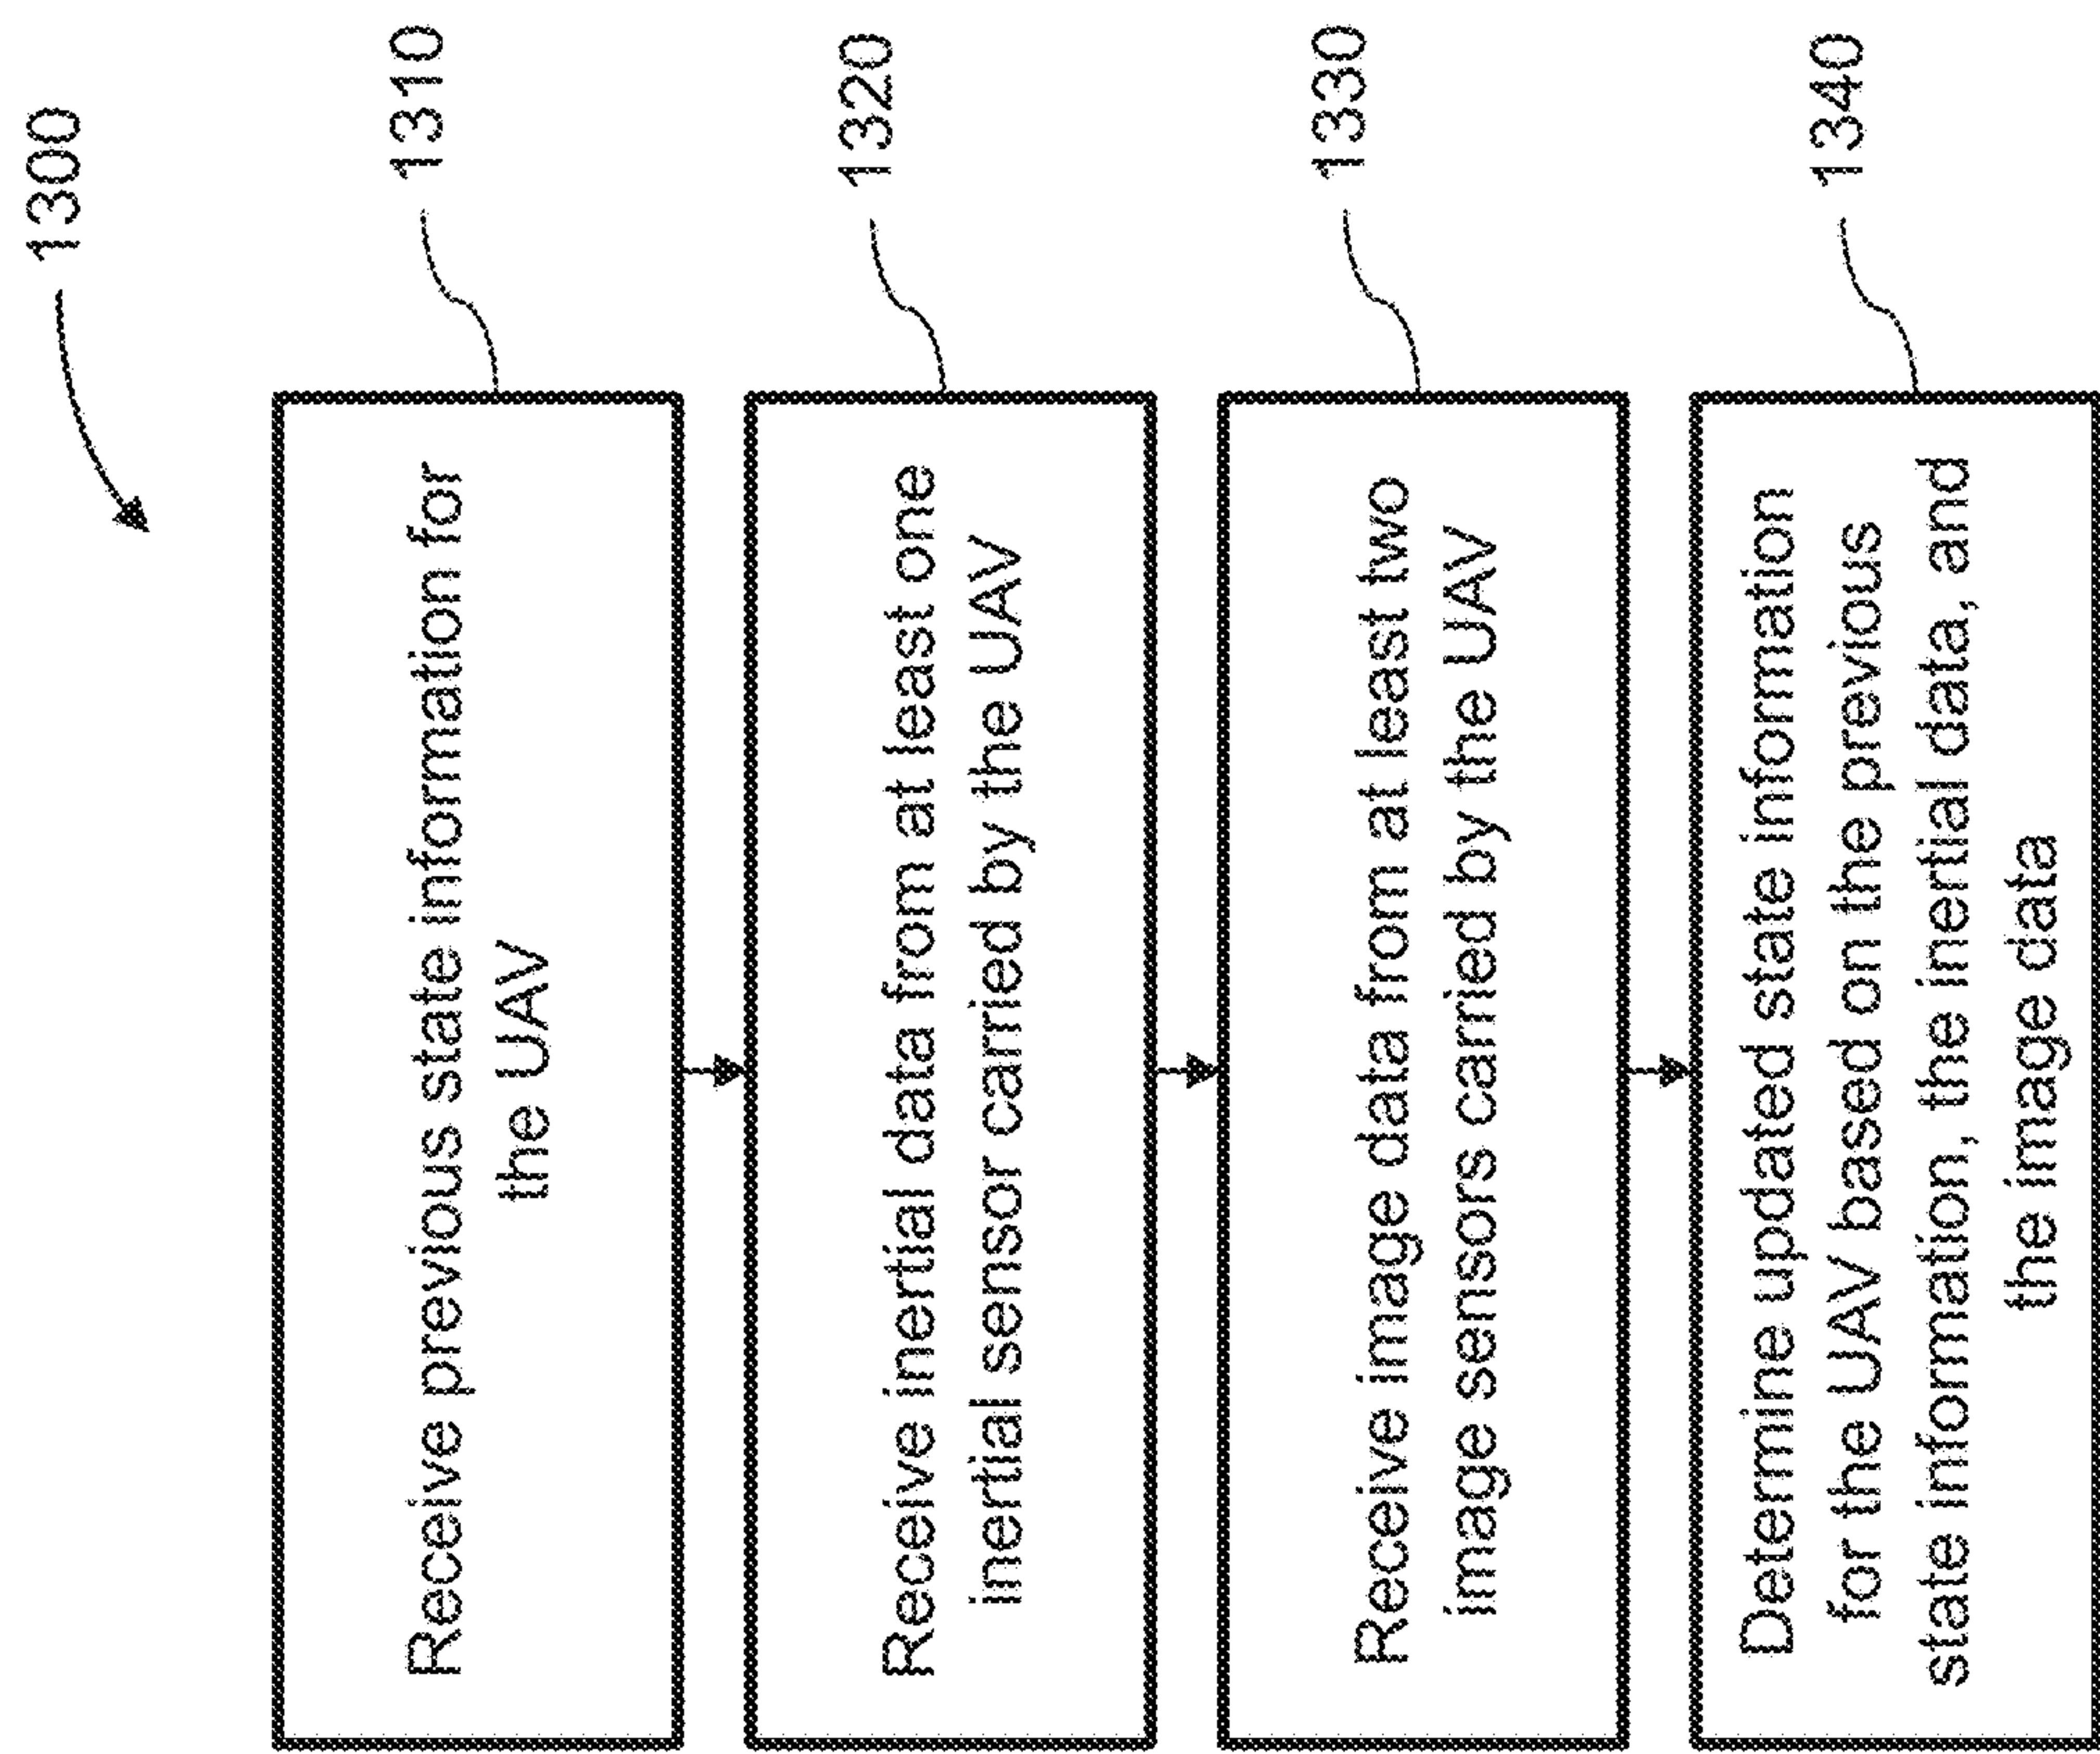 1300
Receive previous state information for
the UAV
1310
Receive inertial data from at least one
inertial sensor carried by the UAV
1320
Receive image data from at least two
image sensors carried by the UAV
1330
Determine updated state information
for the UAV based on the previous
state information, the inertial data, and
the image data
1340